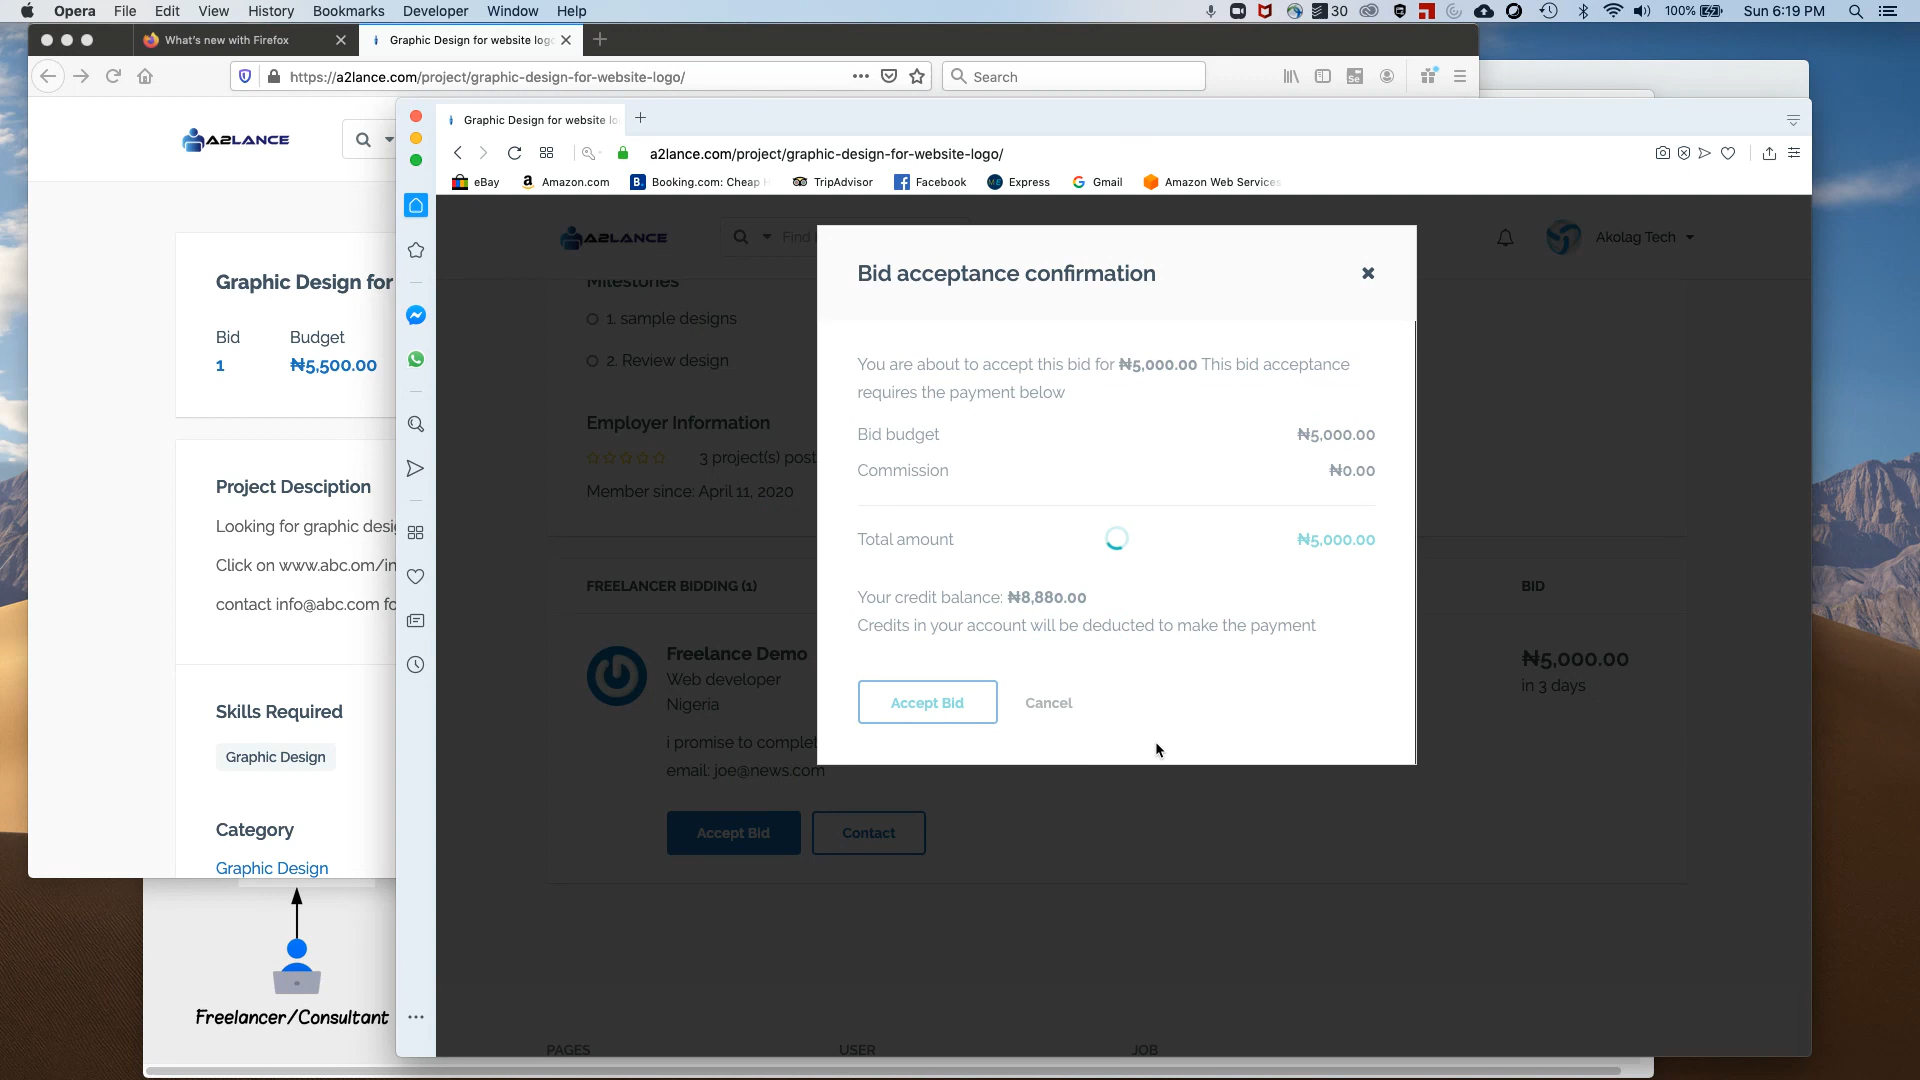 Opera File Edit View History Bookmarks Developer Window Help
30 100% Sun 6:19 PM
What's new with Firefox
Graphic Design for website log
https://a2lance.com/project/graphic-design-for-website-logo/
Search
A2LANCE
Graphic Design for
Bid Budget
1 ₦5,500.00
Project Desciption
Looking for graphic desi
Click on www.abc.om/in
contact info@abc.com fo
Skills Required
Graphic Design
Category
Graphic Design
Freelancer/Consultant
Graphic Design for website lo
a2lance.com/project/graphic-design-for-website-logo/
eBay Amazon.com Booking.com: Cheap H TripAdvisor Facebook Express Gmail Amazon Web Services
A2LANCE
Find
Akolag Tech
Milestones
1. sample designs
2. Review design
Employer Information
3 project(s) post
Member since: April 11, 2020
FREELANCER BIDDING (1)
BID
Freelance Demo
Web developer
Nigeria
i promise to complet
email: joe@news.com
₦5,000.00
in 3 days
Accept Bid
Contact
PAGES USER JOB
Bid acceptance confirmation
You are about to accept this bid for ₦5,000.00 This bid acceptance
requires the payment below
Bid budget ₦5,000.00
Commission ₦0.00
Total amount ₦5,000.00
Your credit balance: ₦8,880.00
Credits in your account will be deducted to make the payment
Accept Bid
Cancel